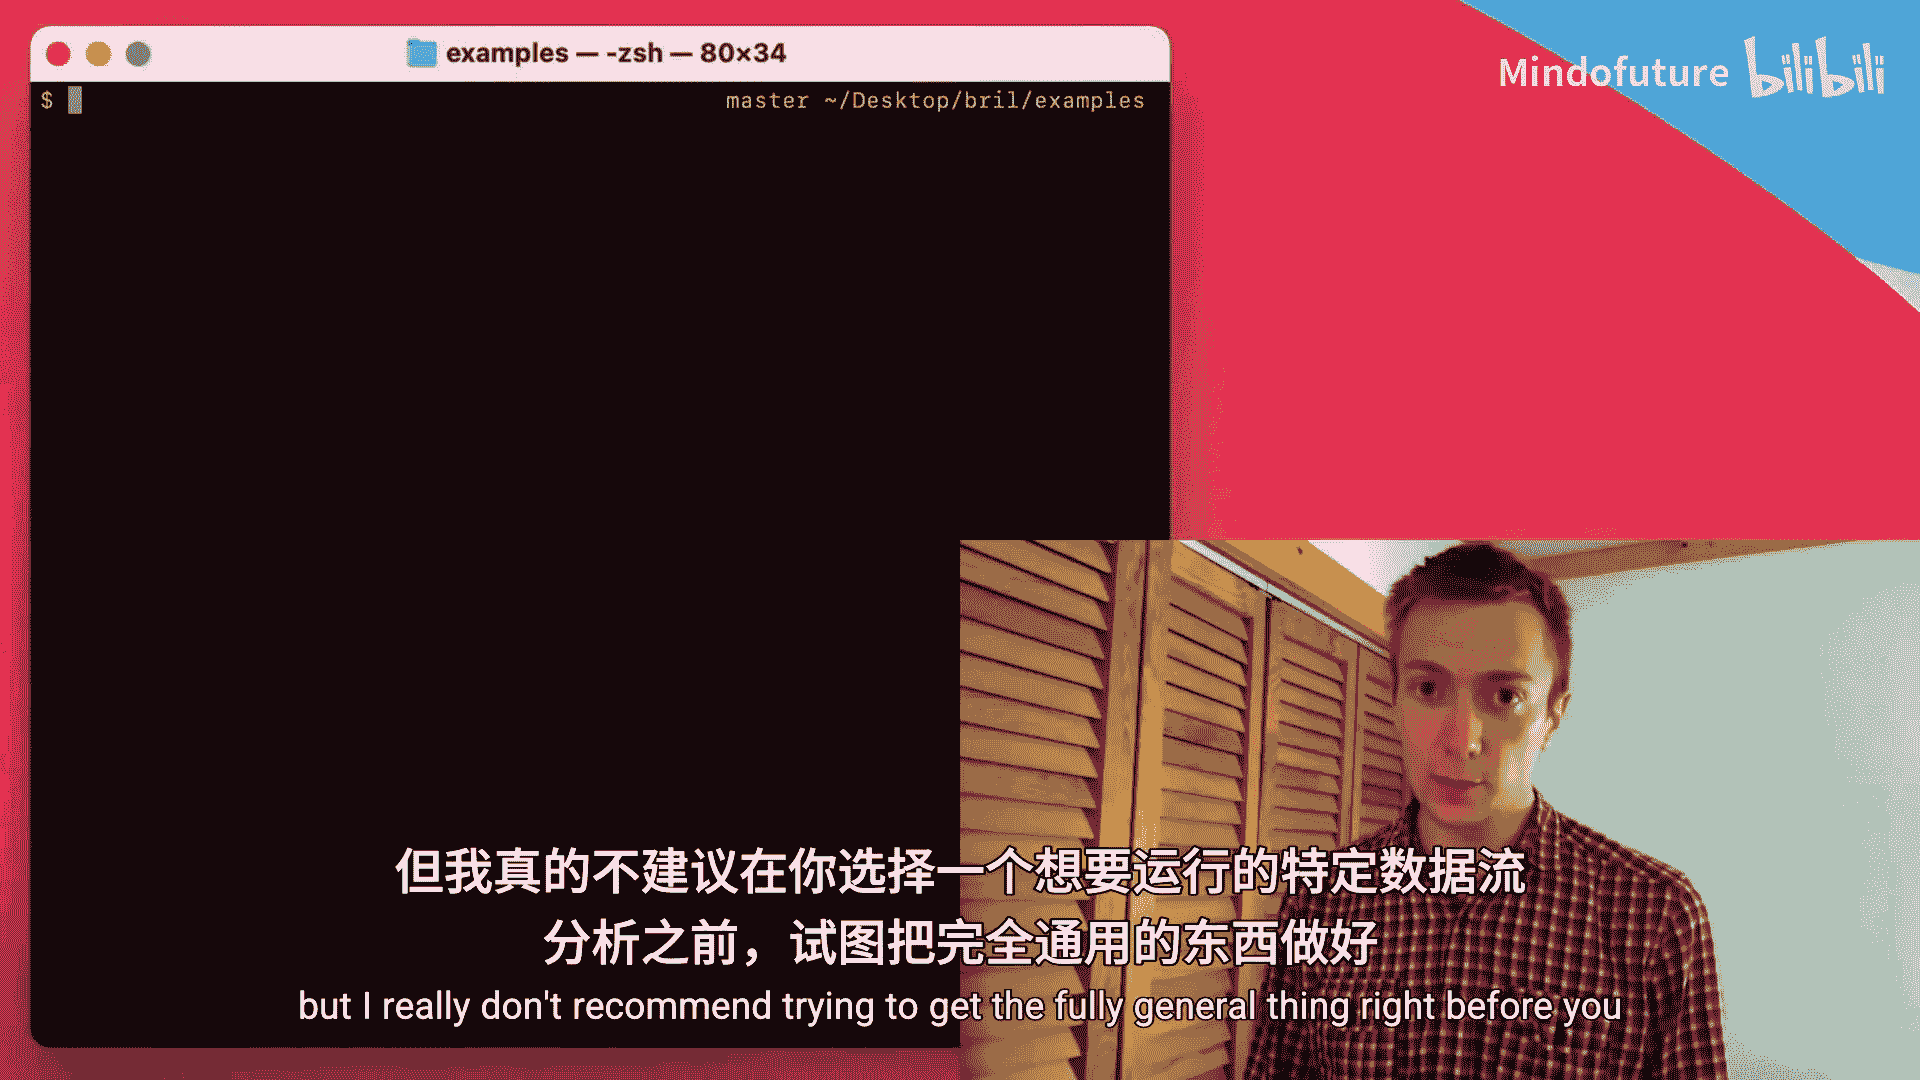 examples — -zsh — 80×34
Mindofuture bilibili
$ master ~/Desktop/bril/examples
但我真的不建议在你选择一个想要运行的特定数据流
分析之前，试图把完全通用的东西做好
but I really don't recommend trying to get the fully general thing right before you